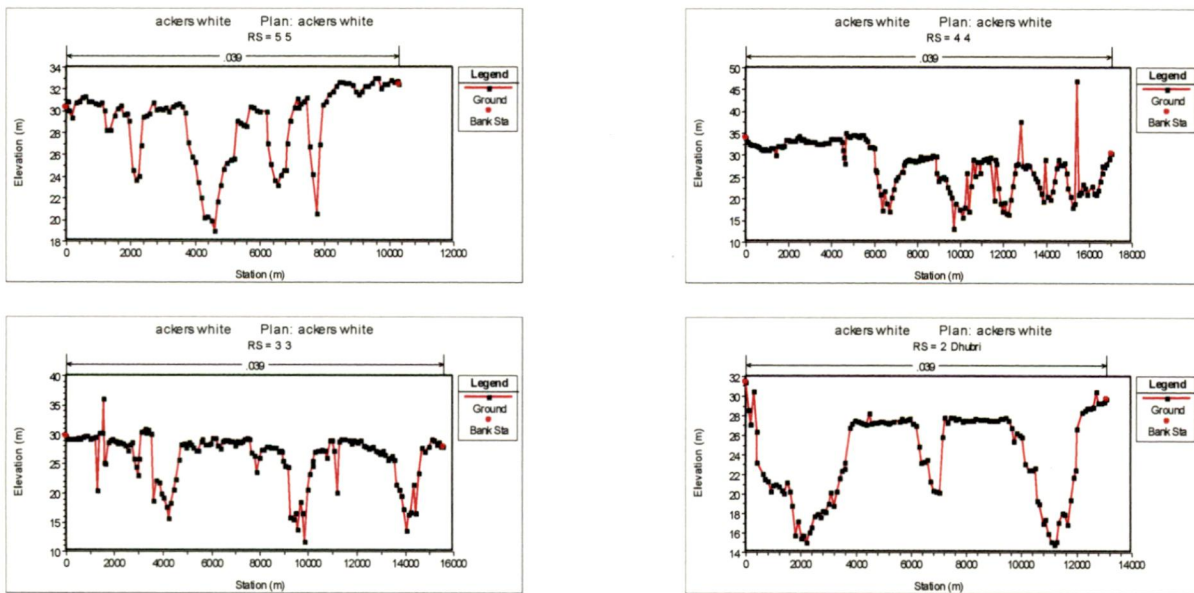 ackers white Plan: ackers white
RS = 5 5
.039
34
32
30
28
26
24
22
20
18
0
2000
4000
6000
8000
10000
12000
Elevation (m)
Station (m)
Legend
Ground
Bank Sta
ackers white Plan: ackers white
RS = 4 4
.039
50
45
40
35
30
25
20
15
10
0
2000
4000
6000
8000
10000
12000
14000
16000
18000
Elevation (m)
Station (m)
Legend
Ground
Bank Sta
ackers white Plan: ackers white
RS = 3 3
.039
40
35
30
25
20
15
10
0
2000
4000
6000
8000
10000
12000
14000
16000
Elevation (m)
Station (m)
Legend
Ground
Bank Sta
ackers white Plan: ackers white
RS = 2 Dhubri
.039
32
30
28
26
24
22
20
18
16
14
0
2000
4000
6000
8000
10000
12000
14000
Elevation (m)
Station (m)
Legend
Ground
Bank Sta